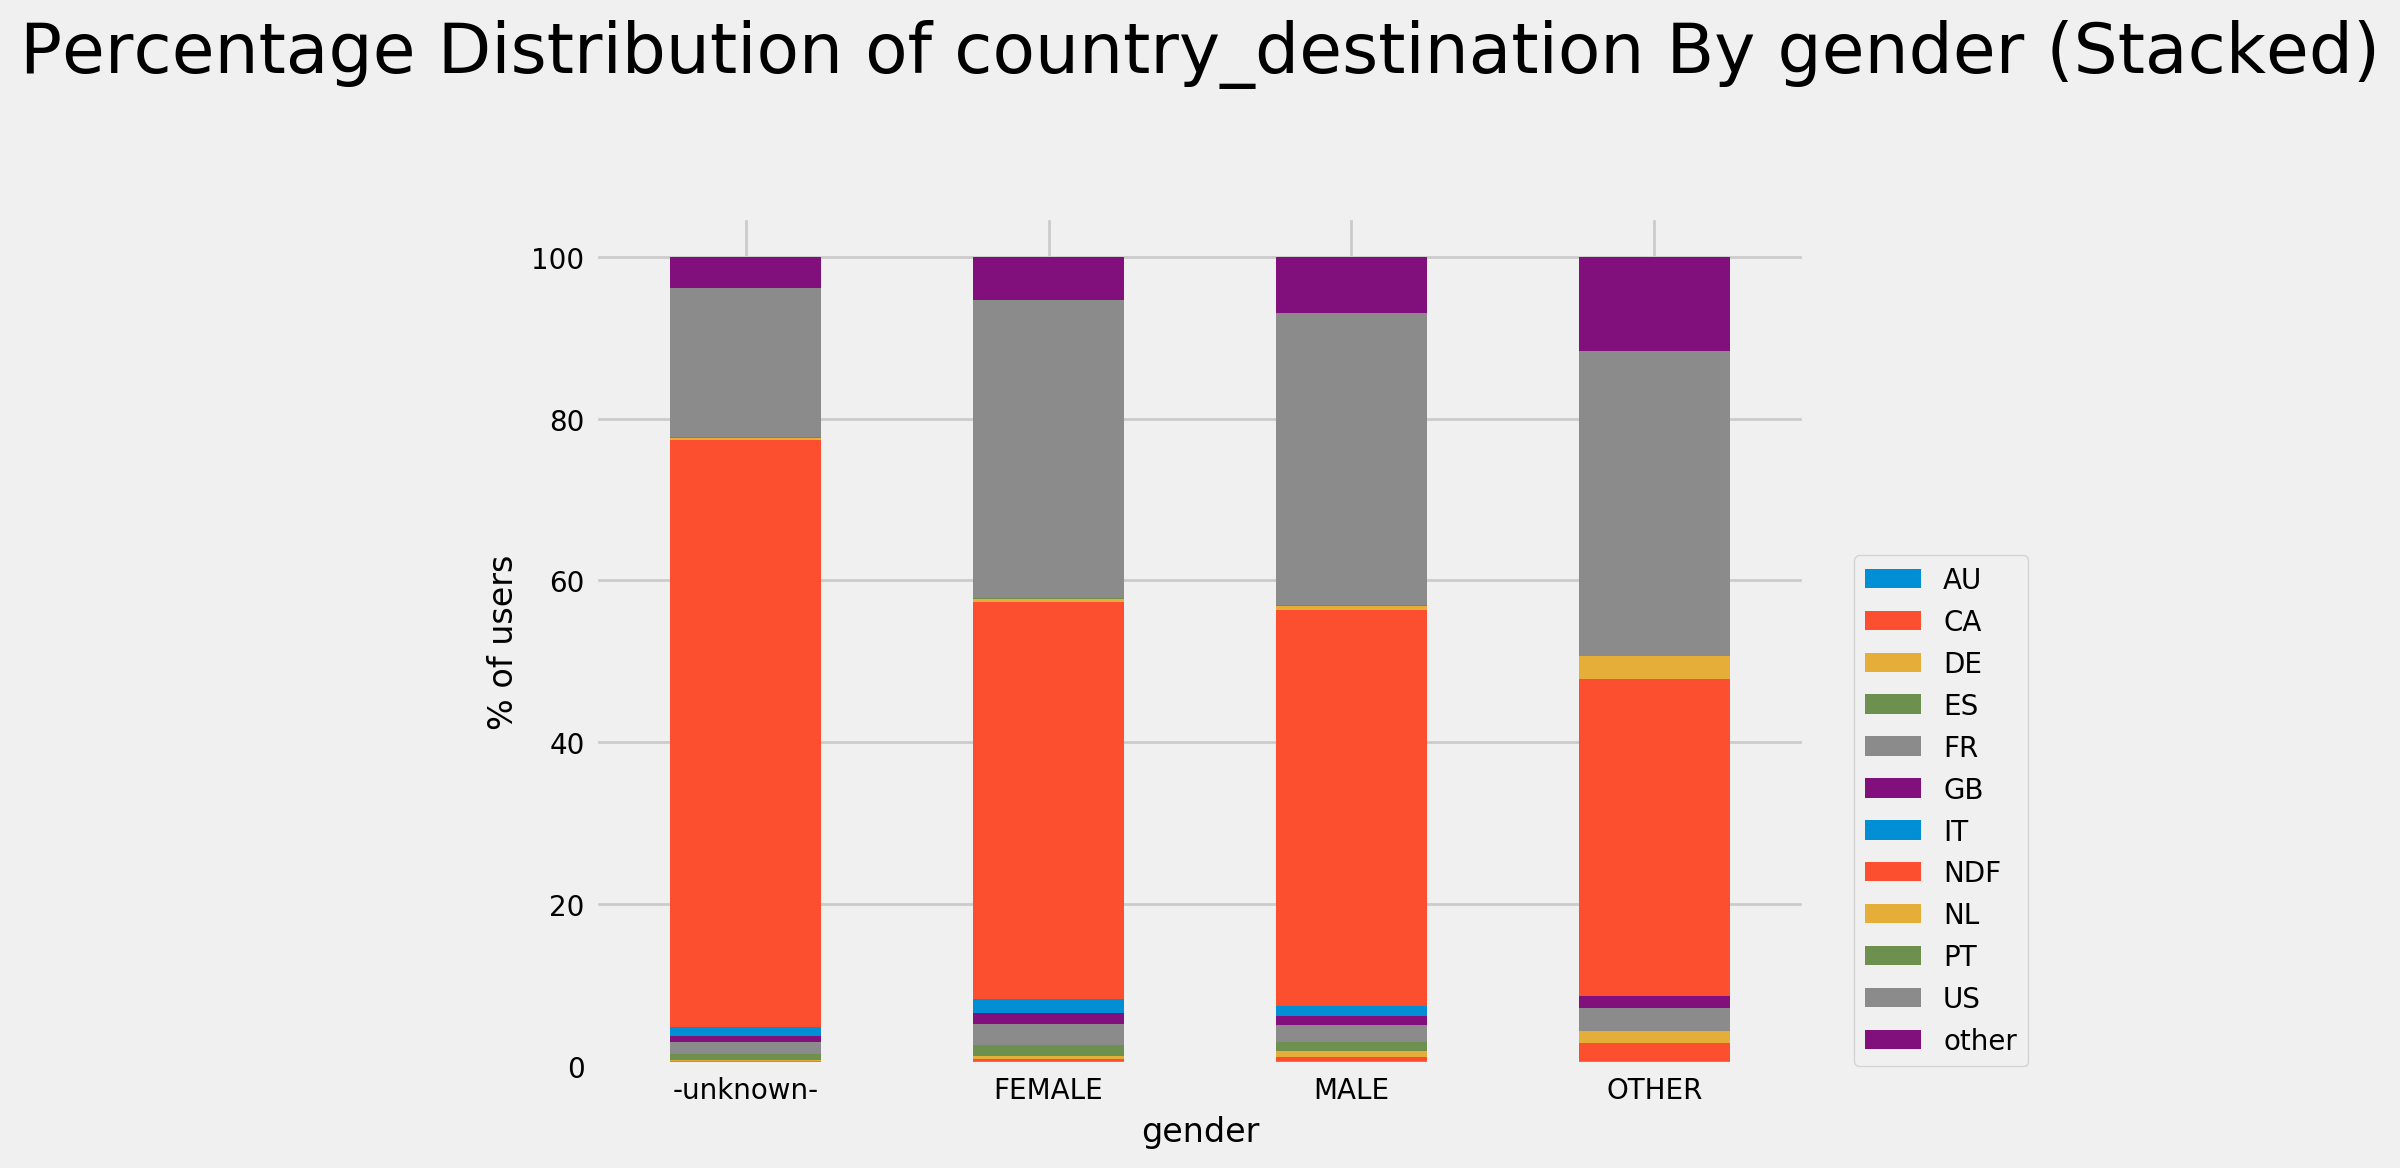 Percentage Distribution of country_destination By gender (Stacked)
100
80
60
40
20
0
% of users
-unknown-
FEMALE
MALE
OTHER
gender
AU
CA
DE
ES
FR
GB
IT
NDF
NL
PT
US
other